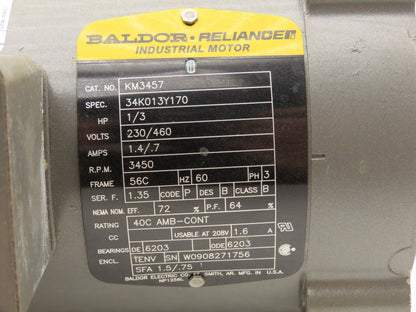 BALDOR · RELIANCE
INDUSTRIAL MOTOR
CAT. NO. KM3457
SPEC. 34K013Y170
HP 1/3
VOLTS 230/460
AMPS 1.4/.7
R.P.M. 3450
FRAME 56C HZ 60 PH 3
SER. F. 1.35 CODE P DES B CLASS B
NEMA NOM. EFF. 72 % P.F. 64 %
RATING 40C AMB-CONT
CC USABLE AT 208V 1.6 A
BEARINGS DE 6203 ODE 6203
ENCL. TENV SN W0908271756
SFA 1.5/.75
BALDOR ELECTRIC CO. FT. SMITH, AR. MFG. IN U.S.A.
HP1256L